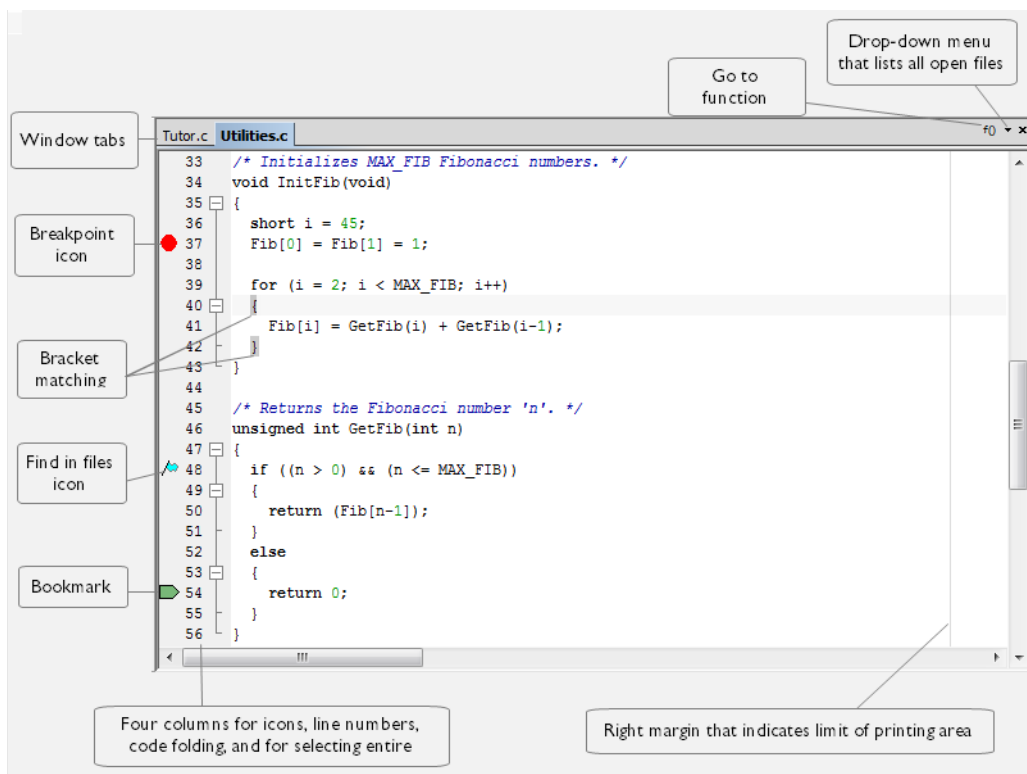 Drop-down menu
that lists all open files
Go to
function
Window tabs
Tutor.c Utilities.c
f()
33 /* Initializes MAX_FIB Fibonacci numbers. */
34 void InitFib(void)
35 {
36 short i = 45;
Breakpoint
icon
37 Fib[0] = Fib[1] = 1;
38
39 for (i = 2; i < MAX_FIB; i++)
40 {
41 Fib[i] = GetFib(i) + GetFib(i-1);
42 }
Bracket
matching
43 }
44
45 /* Returns the Fibonacci number 'n'. */
46 unsigned int GetFib(int n)
47 {
Find in files
icon
48 if ((n > 0) && (n <= MAX_FIB))
49 {
50 return (Fib[n-1]);
51 }
52 else
53 {
Bookmark
54 return 0;
55 }
56 }
Four columns for icons, line numbers,
code folding, and for selecting entire
Right margin that indicates limit of printing area